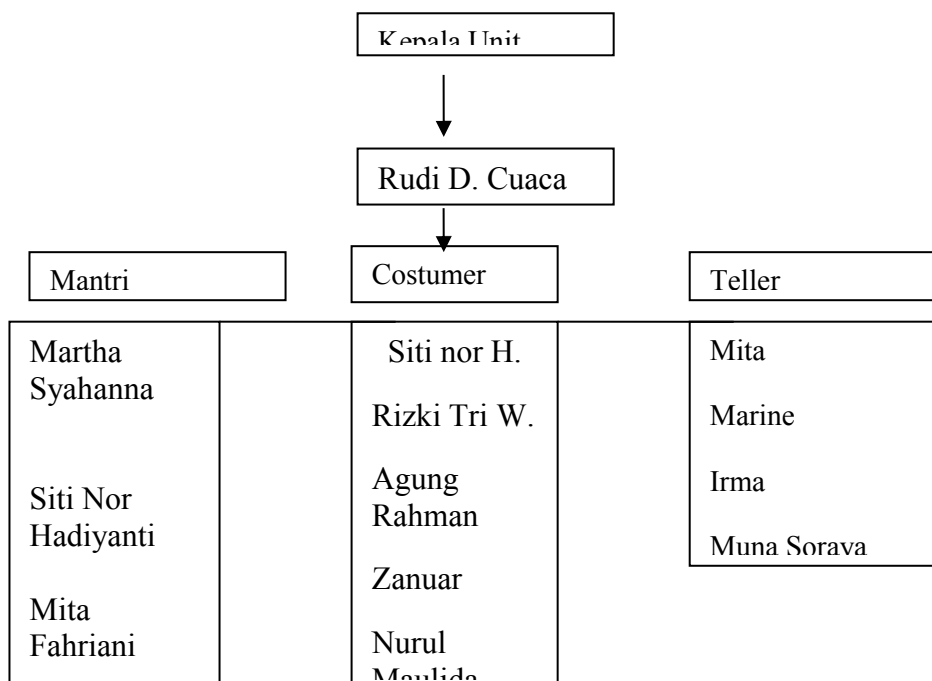 Kepala Unit
Rudi D. Cuaca
Mantri
Costumer
Teller
Martha
Syahanna
Siti Nor
Hadiyanti
Mita
Fahriani
Siti nor H.
Rizki Tri W.
Agung
Rahman
Zanuar
Nurul
Maulida
Mita
Marine
Irma
Muna Soraya